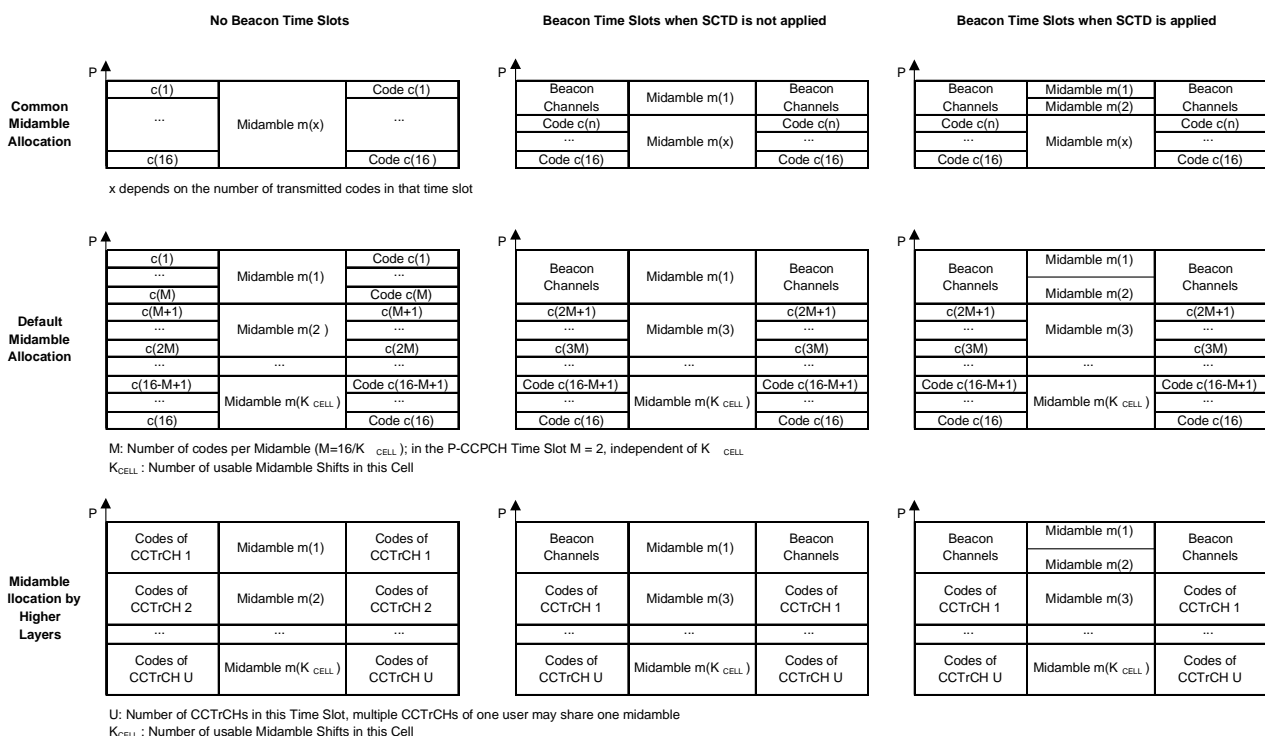 No Beacon Time Slots
Beacon Time Slots when SCTD is not applied
Beacon Time Slots when SCTD is applied
Common
Midamble
Allocation
P
c(1)
...
c(16)
Midamble m(x)
Code c(1)
...
Code c(16 )
x depends on the number of transmitted codes in that time slot
P
Beacon
Channels
Code c(n)
...
Code c(16)
Midamble m(1)
Midamble m(x)
Beacon
Channels
Code c(n)
...
Code c(16)
P
Beacon
Channels
Code c(n)
...
Code c(16)
Midamble m(1)
Midamble m(2)
Midamble m(x)
Beacon
Channels
Code c(n)
...
Code c(16)
Default
Midamble
Allocation
P
c(1)
...
c(M)
c(M+1)
...
c(2M)
...
c(16-M+1)
...
c(16)
Midamble m(1)
Midamble m(2 )
...
Midamble m(K CELL )
Code c(1)
...
Code c(M)
c(M+1)
...
c(2M)
...
Code c(16-M+1)
...
Code c(16)
M: Number of codes per Midamble (M=16/K CELL ); in the P-CCPCH Time Slot M = 2, independent of K CELL
KCELL : Number of usable Midamble Shifts in this Cell
P
Beacon
Channels
c(2M+1)
...
c(3M)
...
Code c(16-M+1)
...
Code c(16)
Midamble m(1)
Midamble m(3)
...
Midamble m(K CELL )
Beacon
Channels
c(2M+1)
...
c(3M)
...
Code c(16-M+1)
...
Code c(16)
P
Beacon
Channels
c(2M+1)
...
c(3M)
...
Code c(16-M+1)
...
Code c(16)
Midamble m(1)
Midamble m(2)
Midamble m(3)
...
Midamble m(K CELL )
Beacon
Channels
c(2M+1)
...
c(3M)
...
Code c(16-M+1)
...
Code c(16)
Midamble
llocation by
Higher
Layers
P
Codes of
CCTrCH 1
Codes of
CCTrCH 2
...
Codes of
CCTrCH U
Midamble m(1)
Midamble m(2)
...
Midamble m(K CELL )
Codes of
CCTrCH 1
Codes of
CCTrCH 2
...
Codes of
CCTrCH U
U: Number of CCTrCHs in this Time Slot, multiple CCTrCHs of one user may share one midamble
KCELL : Number of usable Midamble Shifts in this Cell
P
Beacon
Channels
Codes of
CCTrCH 1
...
Codes of
CCTrCH U
Midamble m(1)
Midamble m(3)
...
Midamble m(K CELL )
Beacon
Channels
Codes of
CCTrCH 1
...
Codes of
CCTrCH U
P
Beacon
Channels
Codes of
CCTrCH 1
...
Codes of
CCTrCH U
Midamble m(1)
Midamble m(2)
Midamble m(3)
...
Midamble m(K CELL )
Beacon
Channels
Codes of
CCTrCH 1
...
Codes of
CCTrCH U